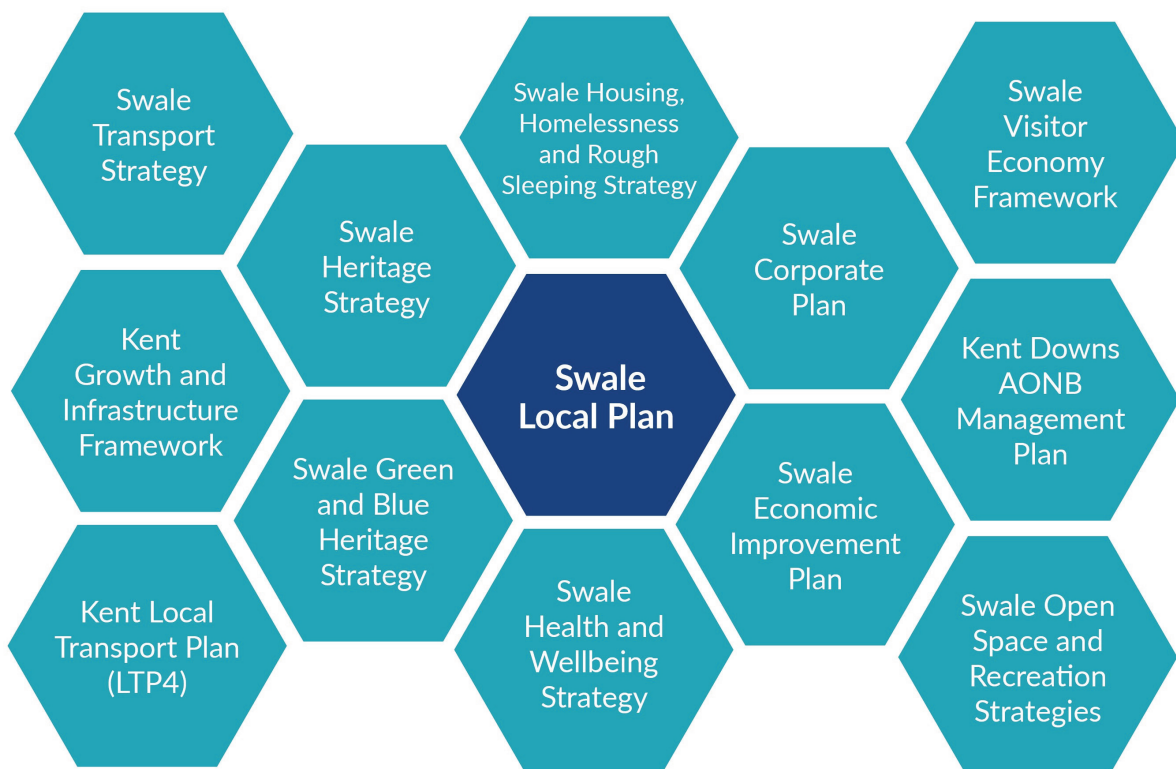 Swale
Transport
Strategy
Swale Housing,
Homelessness
and Rough
Sleeping Strategy
Swale
Visitor
Economy
Framework
Swale
Heritage
Strategy
Swale
Corporate
Plan
Kent
Growth and
Infrastructure
Framework
Swale
Local Plan
Kent Downs
AONB
Management
Plan
Swale Green
and Blue
Heritage
Strategy
Swale
Economic
Improvement
Plan
Kent Local
Transport Plan
(LTP4)
Swale
Health and
Wellbeing
Strategy
Swale Open
Space and
Recreation
Strategies